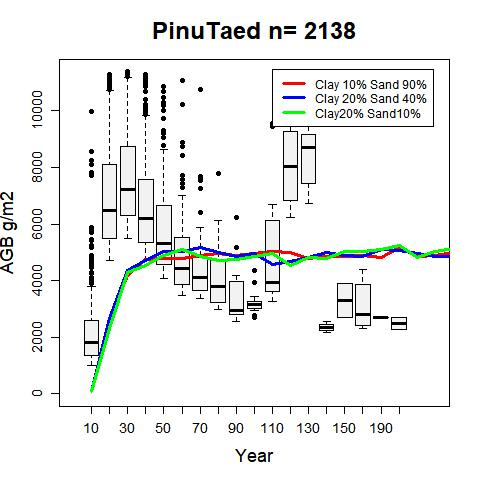 PinuTaed n= 2138
Clay 10% Sand 90%
Clay 20% Sand 40%
Clay20% Sand10%
AGB g/m2
10000
8000
6000
4000
2000
0
10 30 50 70 90 110 130 150 190
Year